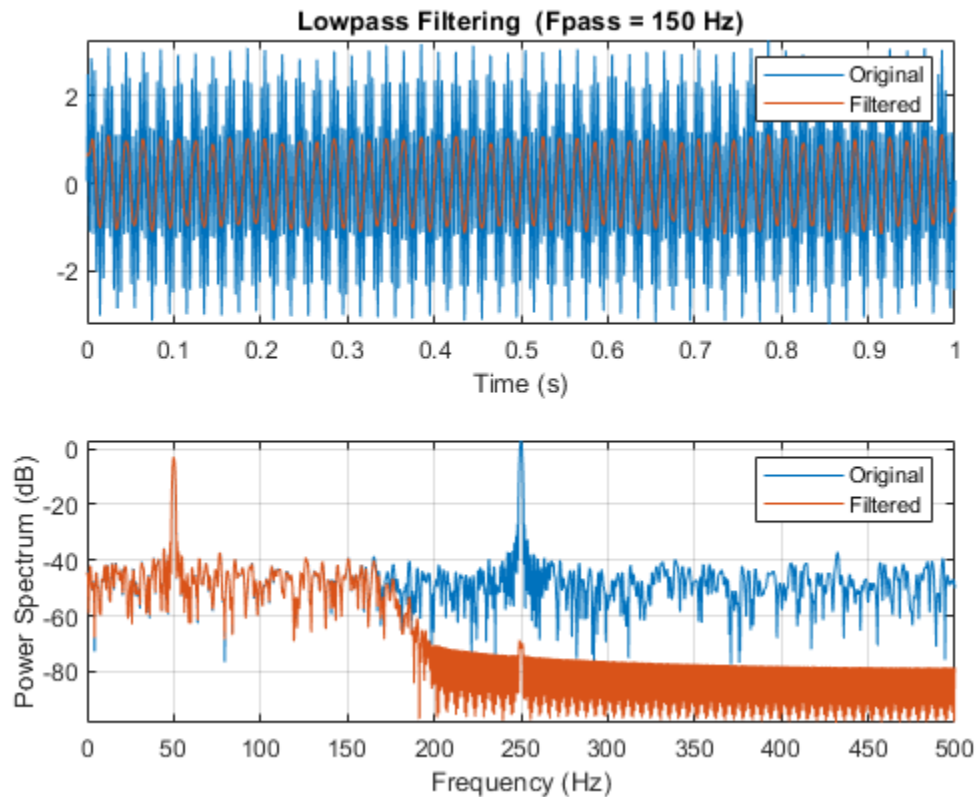 Lowpass Filtering (Fpass = 150 Hz)
2
0
-2
Original
Filtered
0 0.1 0.2 0.3 0.4 0.5 0.6 0.7 0.8 0.9 1
Time (s)
Power Spectrum (dB)
0
-20
-40
-60
-80
Original
Filtered
0 50 100 150 200 250 300 350 400 450 500
Frequency (Hz)